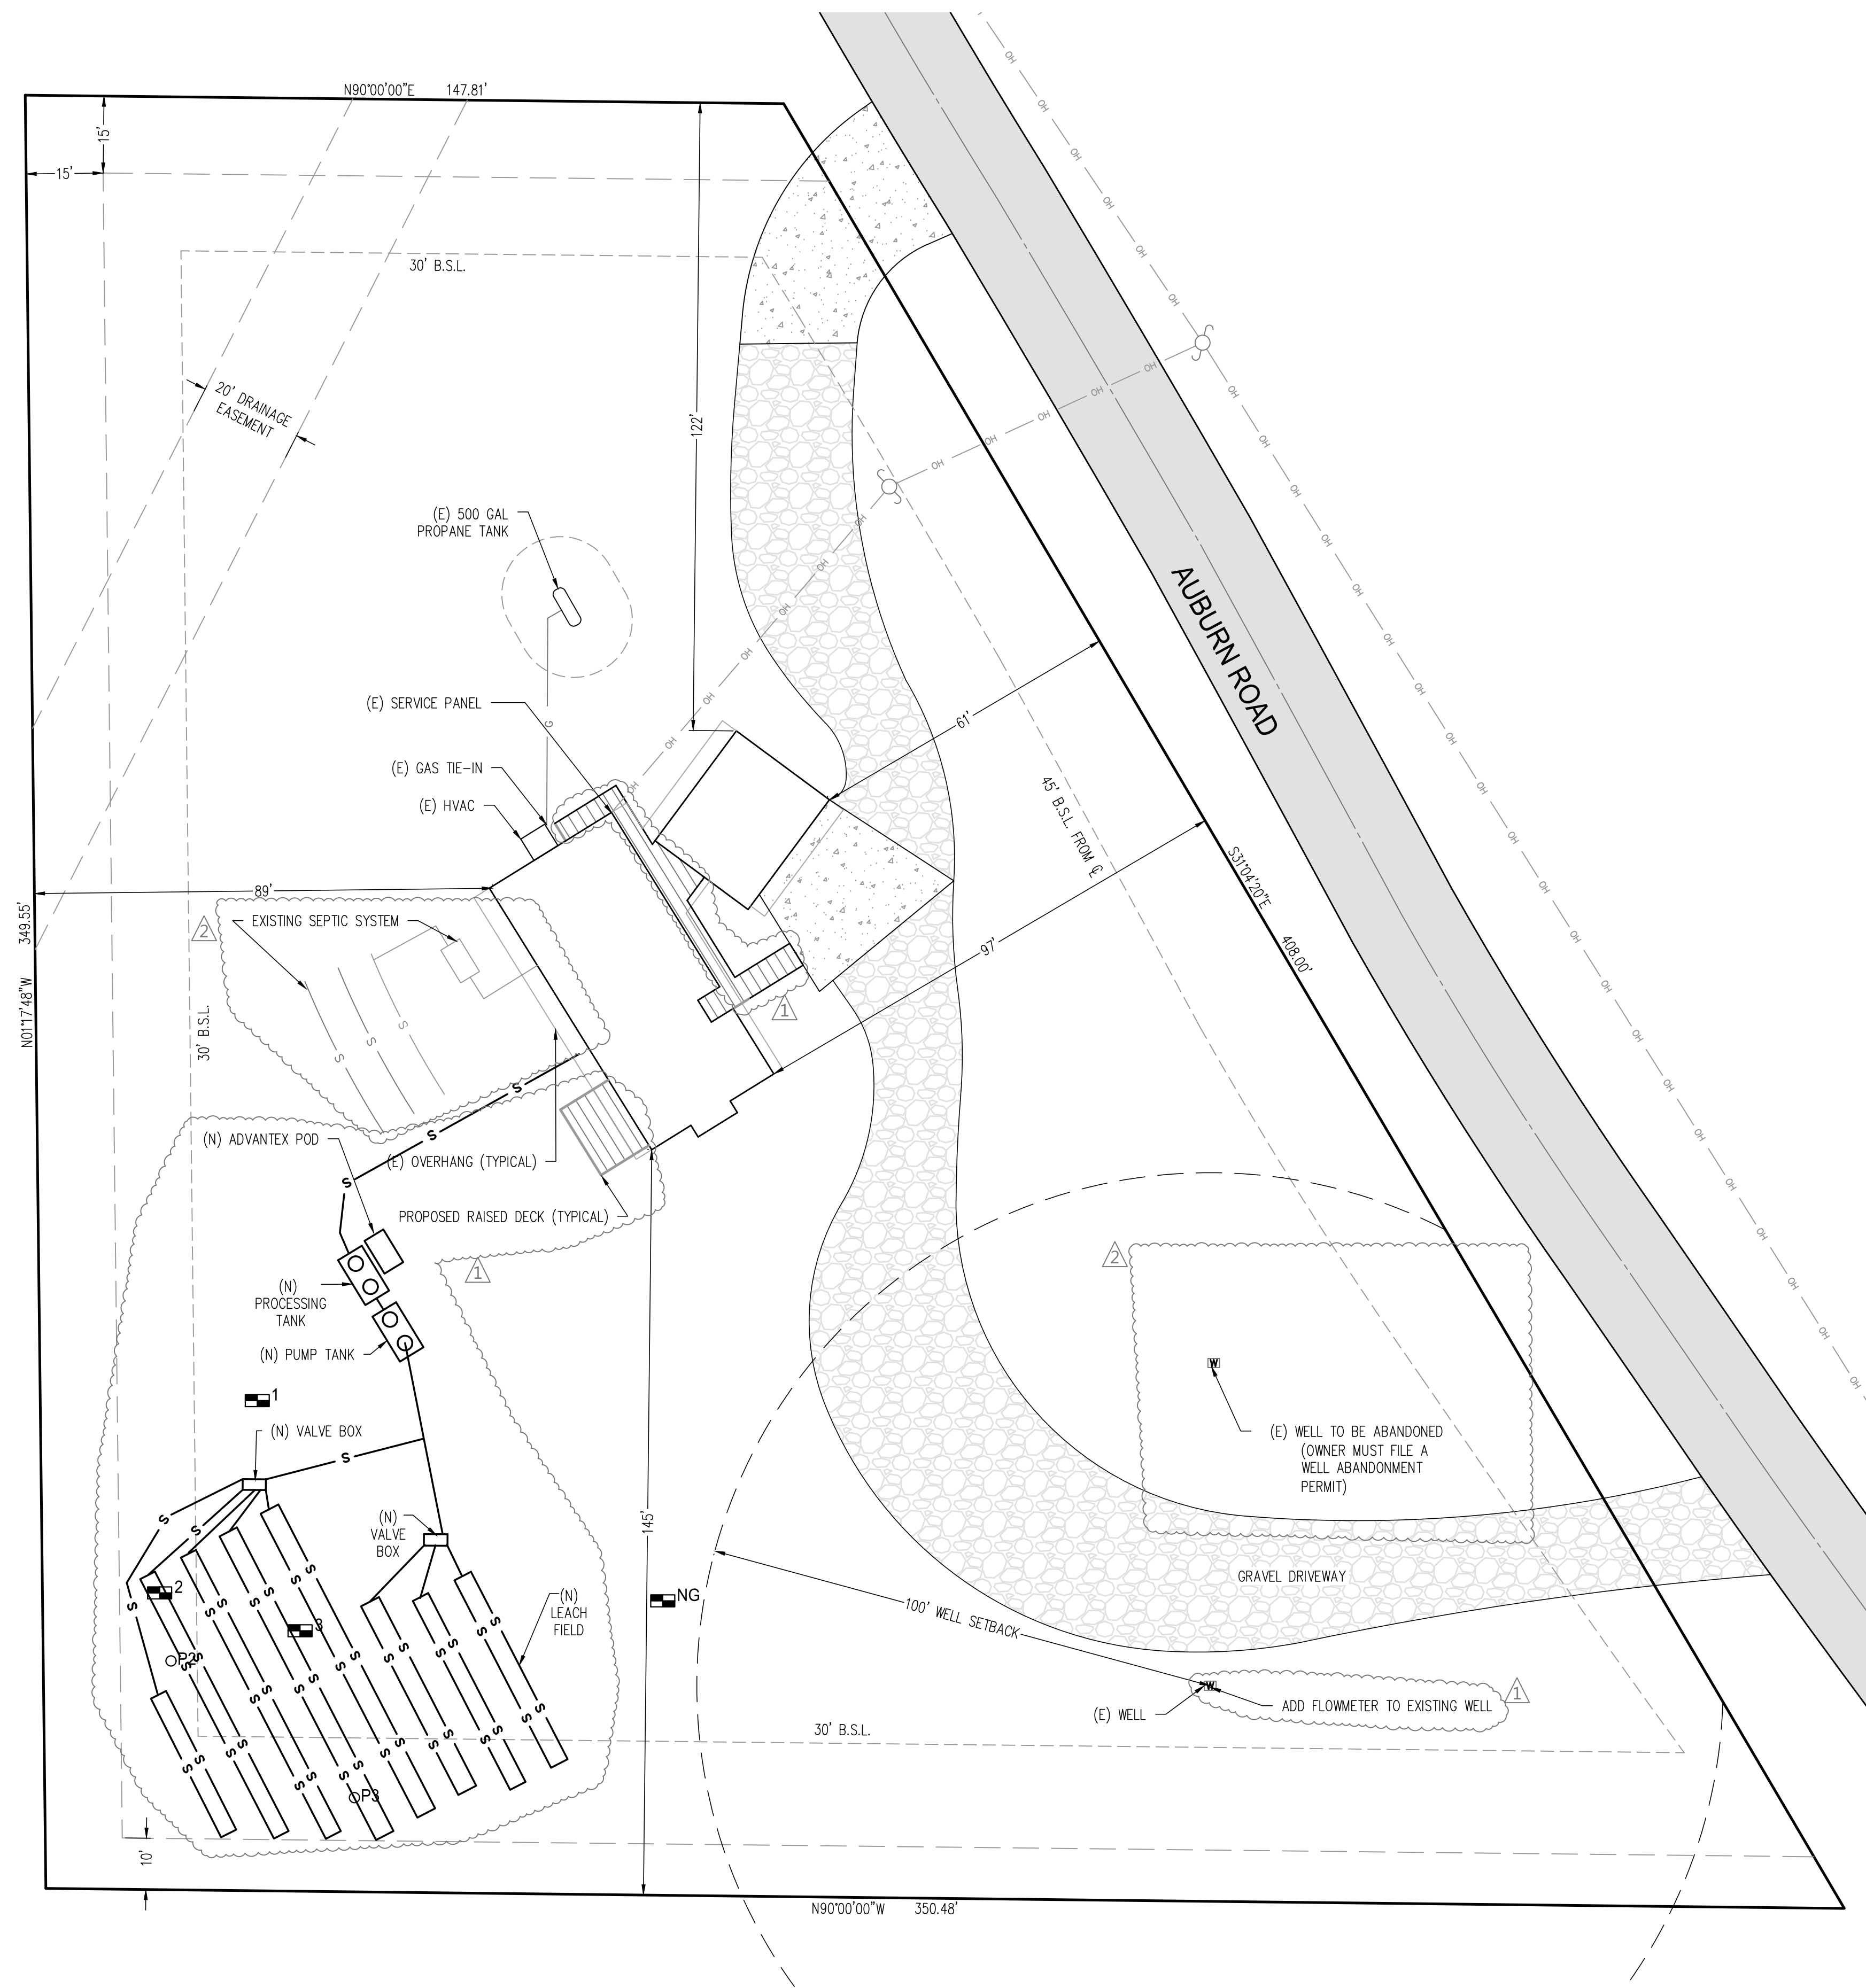 N90°00'00"E 147.81'
15'
15'
30' B.S.L.
20' DRAINAGE
EASEMENT
122'
(E) 500 GAL
PROPANE TANK
(E) SERVICE PANEL
G
(E) GAS TIE-IN
(E) HVAC
61'
AUBURN ROAD
45' B.S.L. FROM ℄
S31°04'20"E
408.00'
89'
97'
N01°17'48"W 349.55'
30' B.S.L.
2
EXISTING SEPTIC SYSTEM
1
(N) ADVANTEX POD
(E) OVERHANG (TYPICAL)
PROPOSED RAISED DECK (TYPICAL)
1
2
(N)
PROCESSING
TANK
(N) PUMP TANK
1
(N) VALVE BOX
(E) WELL TO BE ABANDONED
(OWNER MUST FILE A
WELL ABANDONMENT
PERMIT)
(N)
VALVE
BOX
145'
2
3
NG
(N)
LEACH
FIELD
P2
P3
GRAVEL DRIVEWAY
100' WELL SETBACK
(E) WELL
ADD FLOWMETER TO EXISTING WELL
1
30' B.S.L.
10'
N90°00'00"W 350.48'
OH
S
W
W